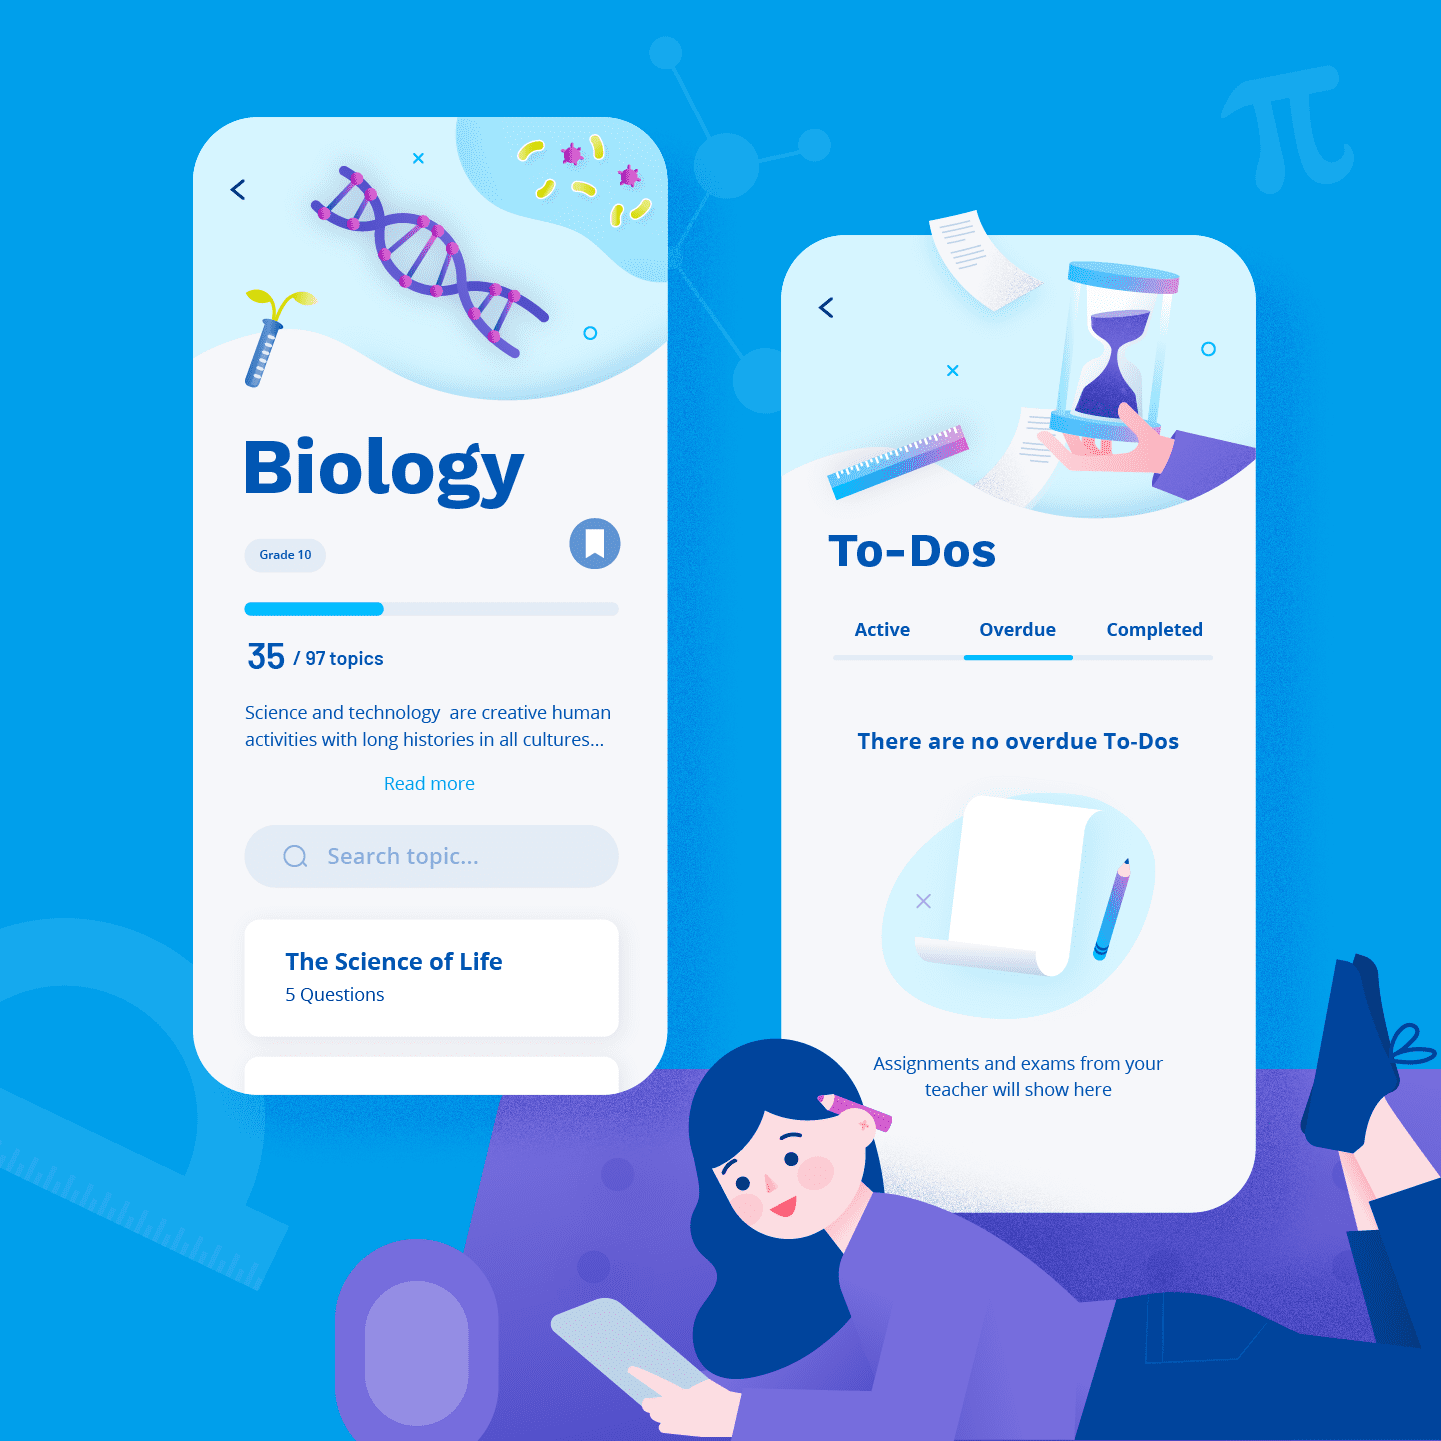 Biology
Grade 10
35 / 97 topics
Science and technology  are creative human
activities with long histories in all cultures...
Read more
Search topic...
The Science of Life
5 Questions
To-Dos
Active Overdue Completed
There are no overdue To-Dos
Assignments and exams from your
teacher will show here
π